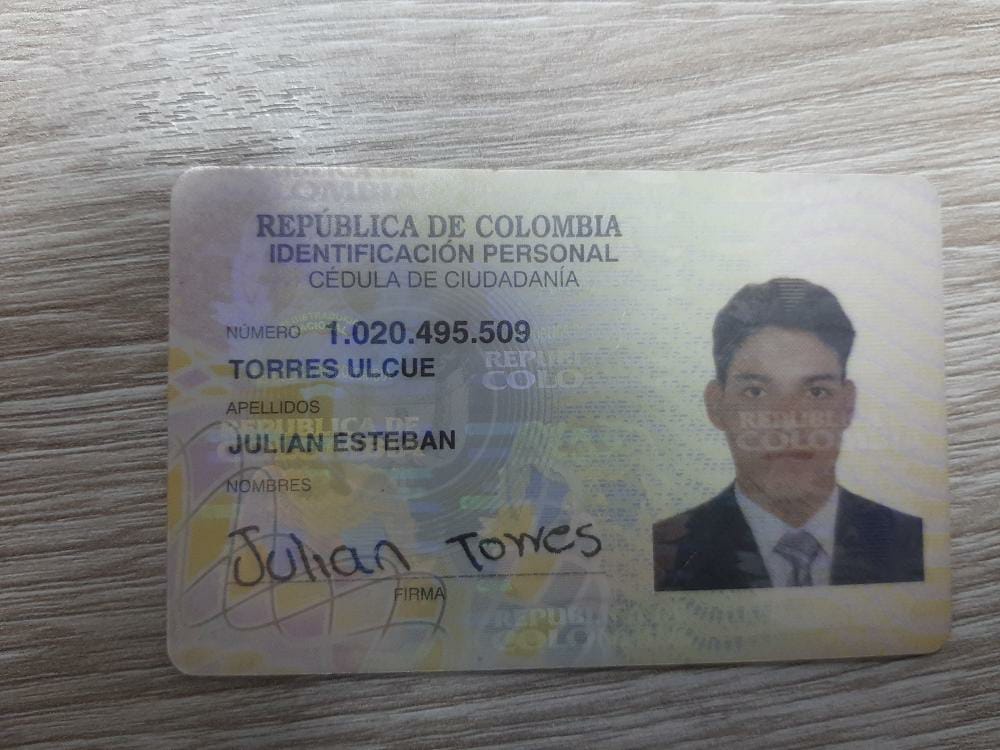 REPÚBLICA DE COLOMBIA
IDENTIFICACIÓN PERSONAL
CÉDULA DE CIUDADANÍA
NÚMERO 1.020.495.509
TORRES ULCUE
APELLIDOS
JULIAN ESTEBAN
NOMBRES
Julian Torres
FIRMA